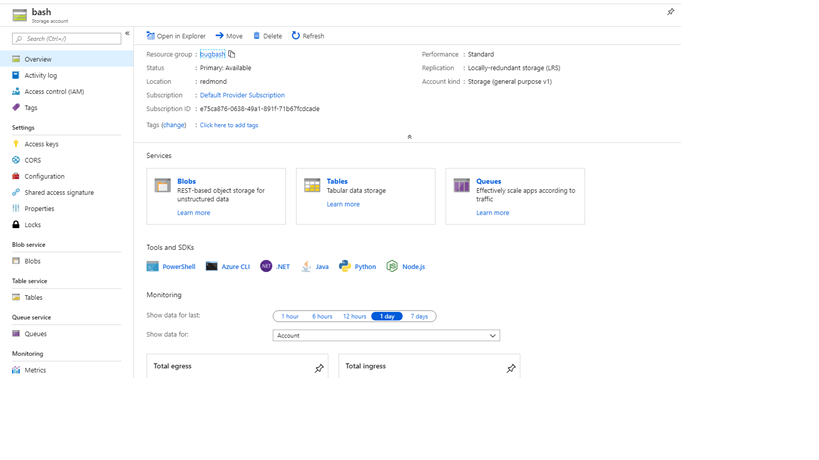 bash
Storage account
«
Search (Ctrl+/)
Overview
Activity log
Access control (IAM)
Tags
Settings
Access keys
CORS
Configuration
Shared access signature
Properties
Locks
Blob service
Blobs
Table service
Tables
Queue service
Queues
Monitoring
Metrics
Open in Explorer Move Delete Refresh
Resource group : bugbash
Status : Primary: Available
Location : redmond
Subscription : Default Provider Subscription
Subscription ID : e75ca876-0638-49a1-891f-71b67fcdcade
Tags (change) : Click here to add tags
Performance : Standard
Replication : Locally-redundant storage (LRS)
Account kind : Storage (general purpose v1)
Services
Blobs
REST-based object storage for
unstructured data
Learn more
Tables
Tabular data storage
Learn more
Queues
Effectively scale apps according to
traffic
Learn more
Tools and SDKs
PowerShell Azure CLI .NET Java Python Node.js
Monitoring
Show data for last: 1 hour 6 hours 12 hours 1 day 7 days
Show data for: Account
Total egress
Total ingress